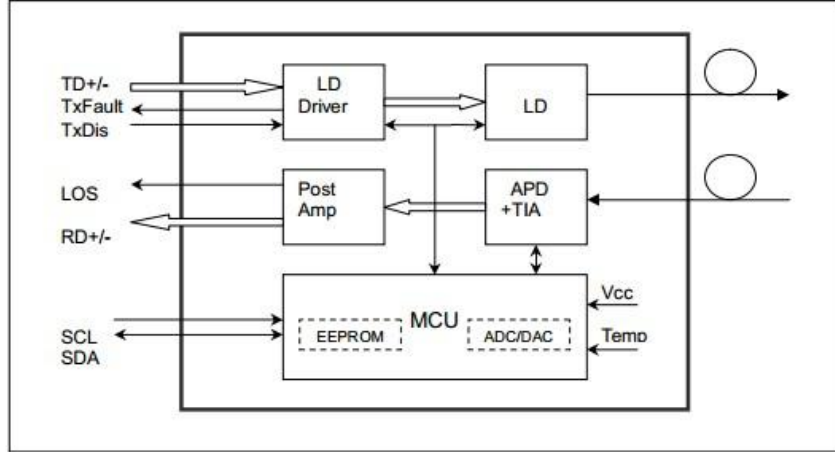 TD+/-
TxFault
TxDis
LD
Driver
LD
LOS
RD+/-
Post
Amp
APD
+TIA
SCL
SDA
MCU
EEPROM
ADC/DAC
Vcc
Temp